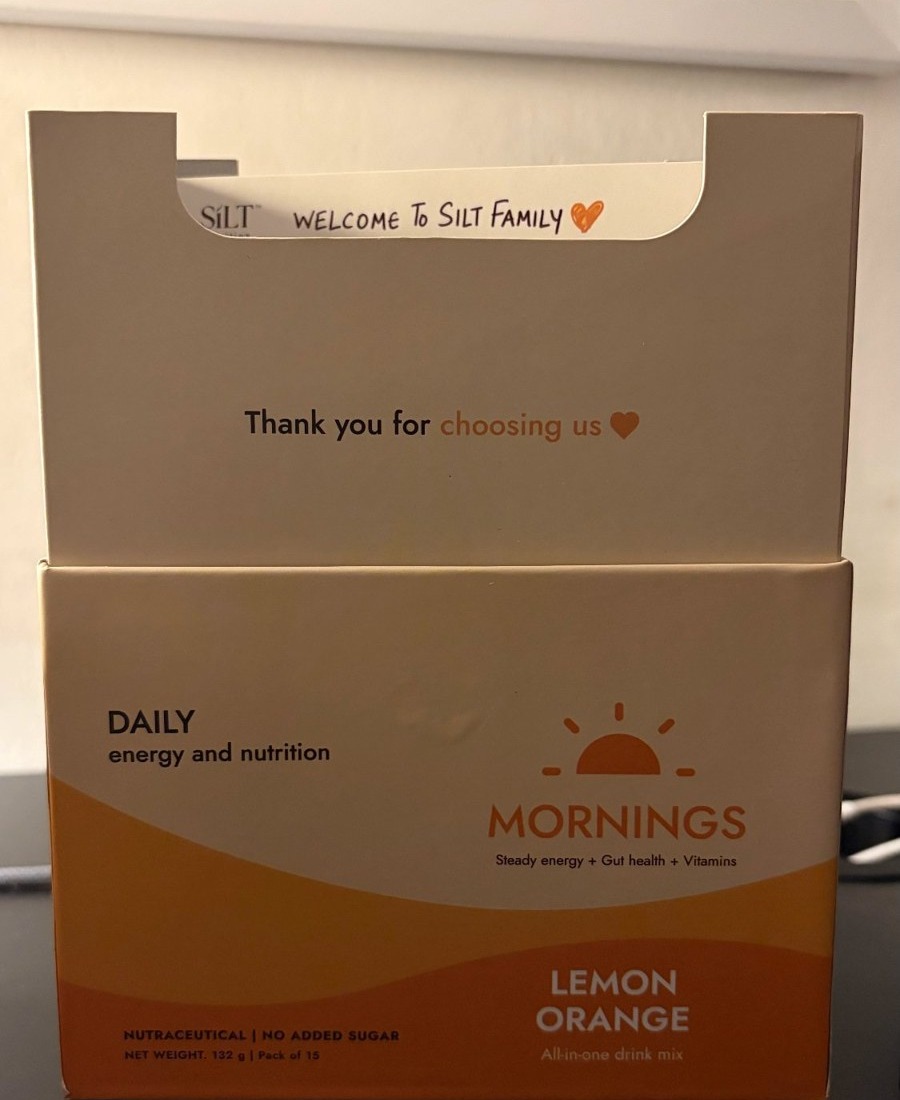 SíLT™ WELCOME TO SILT FAMILY
Thank you for choosing us
DAILY
energy and nutrition
MORNINGS
Steady energy + Gut health + Vitamins
LEMON
ORANGE
All-in-one drink mix
NUTRACEUTICAL | NO ADDED SUGAR
NET WEIGHT. 132 g | Pack of 15